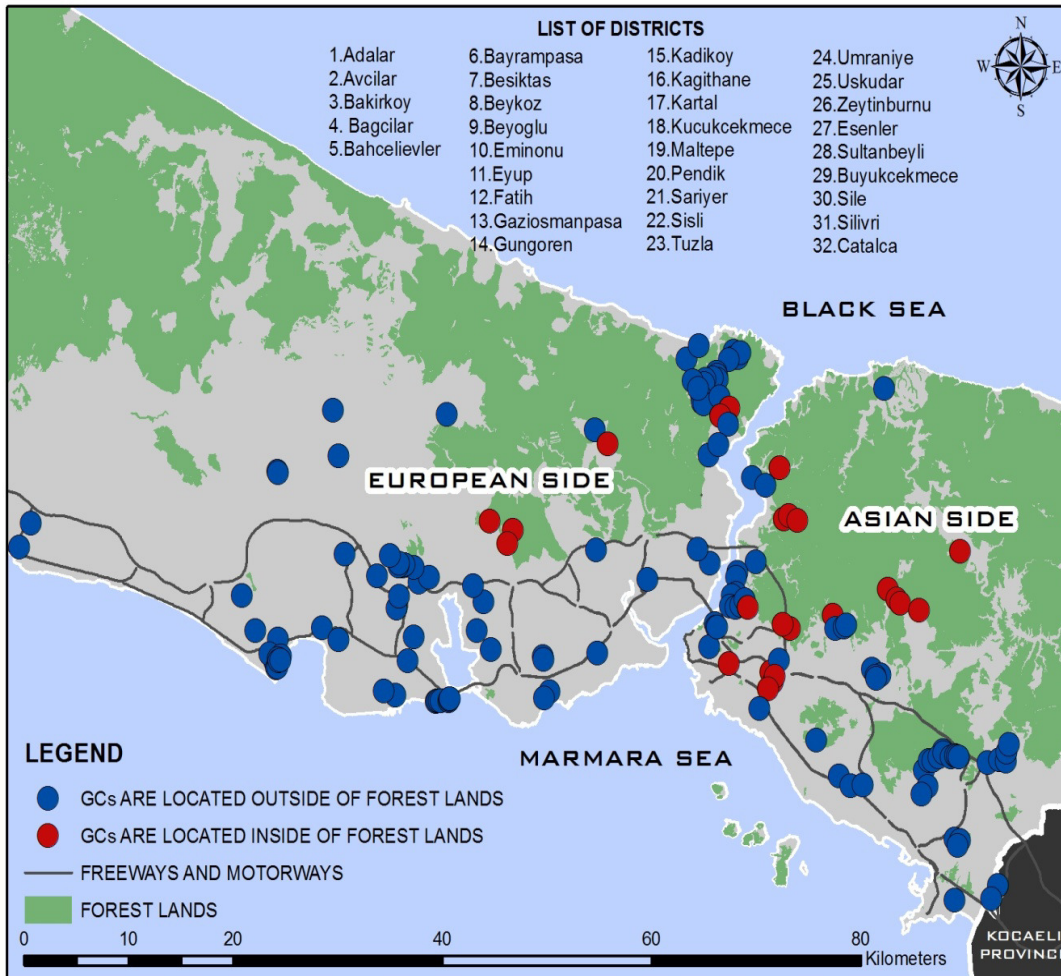 LIST OF DISTRICTS
1.Adalar
2.Avcilar
3.Bakirkoy
4. Bagcilar
5.Bahcelievler
6.Bayrampasa
7.Besiktas
8.Beykoz
9.Beyoglu
10.Eminonu
11.Eyup
12.Fatih
13.Gaziosmanpasa
14.Gungoren
15.Kadikoy
16.Kagithane
17.Kartal
18.Kucukcekmece
19.Maltepe
20.Pendik
21.Sariyer
22.Sisli
23.Tuzla
24.Umraniye
25.Uskudar
26.Zeytinburnu
27.Esenler
28.Sultanbeyli
29.Buyukcekmece
30.Sile
31.Silivri
32.Catalca
N
W
E
S
BLACK SEA
EUROPEAN SIDE
ASIAN SIDE
MARMARA SEA
LEGEND
GCs ARE LOCATED OUTSIDE OF FOREST LANDS
GCs ARE LOCATED INSIDE OF FOREST LANDS
FREEWAYS AND MOTORWAYS
FOREST LANDS
KOCAELI
PROVINCE
0 10 20 40 60 80
Kilometers